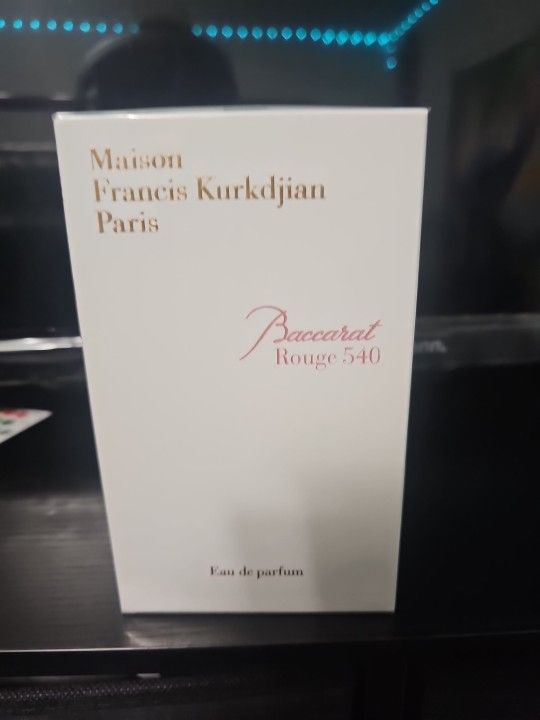 Maison
Francis Kurkdjian
Paris
Baccarat
Rouge 540
Eau de parfum